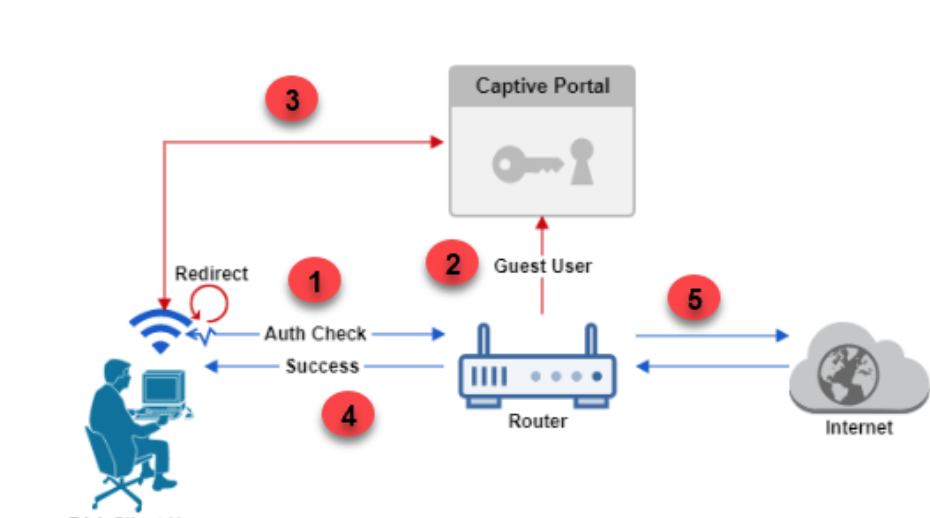 Captive Portal
3
Redirect
1
2
Guest User
5
Auth Check
Success
4
Router
Internet